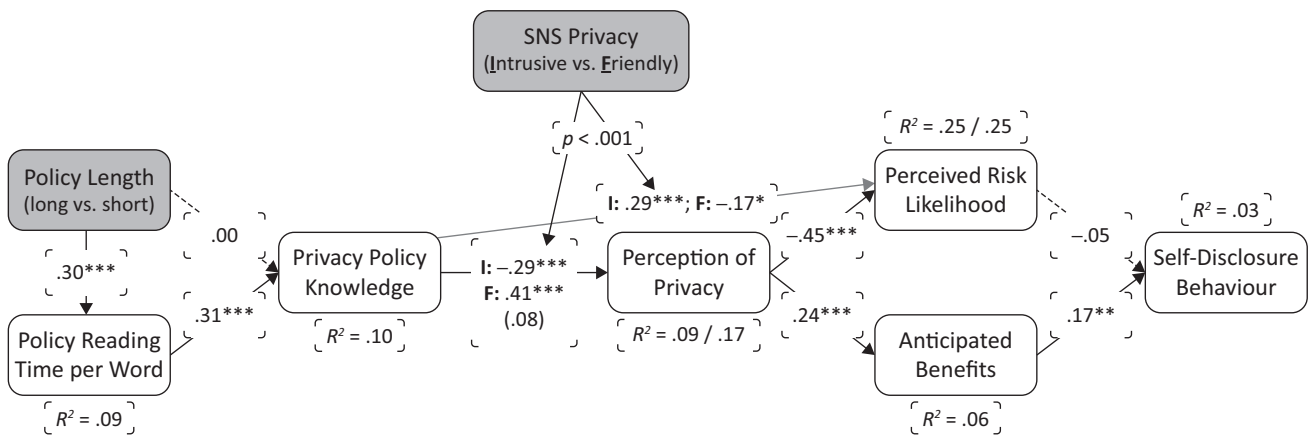 SNS Privacy
(Intrusive vs. Friendly)
p < .001
R² = .25 / .25
Policy Length
(long vs. short)
Perceived Risk
Likelihood
I: .29***; F: –.17*
R² = .03
.00
–.45***
–.05
.30***
Privacy Policy
Knowledge
I: –.29***
F: .41***
(.08)
Perception of
Privacy
Self-Disclosure
Behaviour
.31***
.24***
.17**
R² = .10
R² = .09 / .17
Policy Reading
Time per Word
Anticipated
Benefits
R² = .09
R² = .06